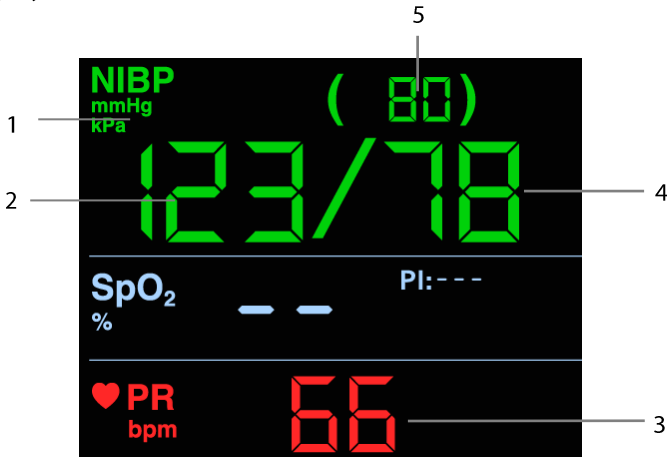 5
NIBP
mmHg
kPa
( 80 )
1
123/78
2
4
SpO₂
%
-- 
PI:---
PR
bpm
66
3